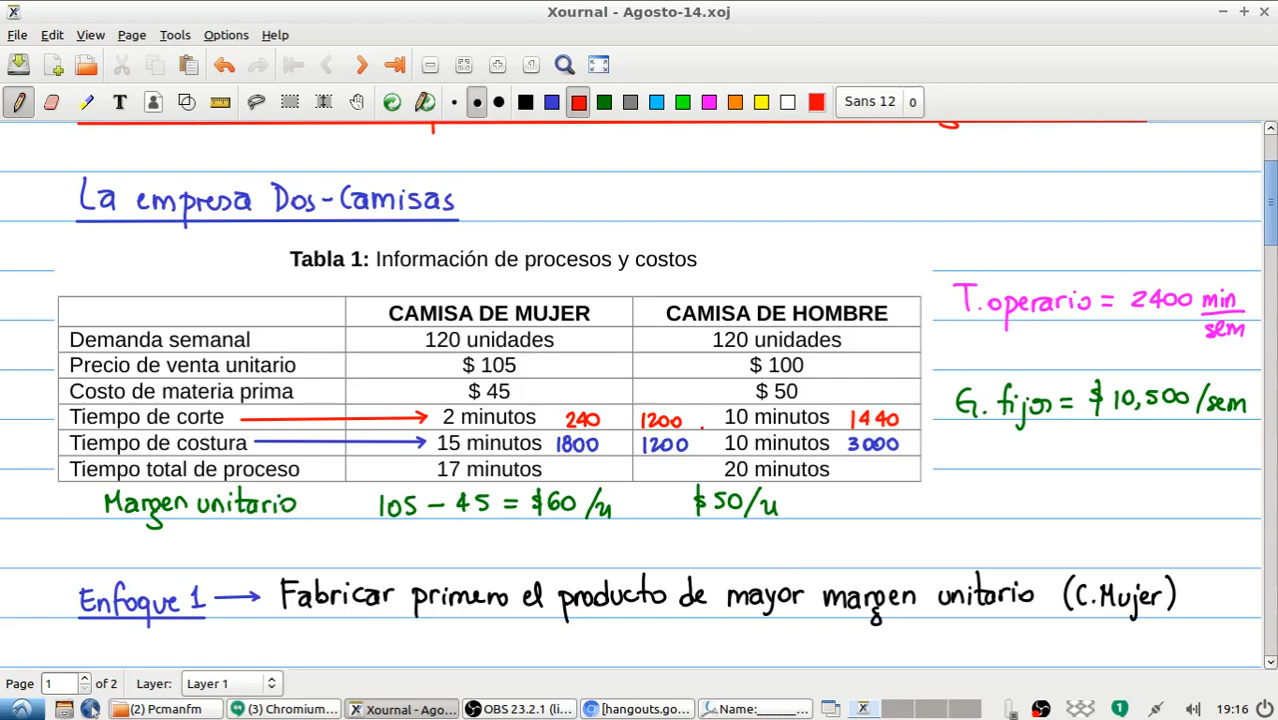 Xournal - Agosto-14.xoj
File Edit View Page Tools Options Help
Sans 12 0
La empresa Dos-Camisas
Tabla 1: Información de procesos y costos
CAMISA DE MUJER CAMISA DE HOMBRE
Demanda semanal 120 unidades 120 unidades
Precio de venta unitario $ 105 $ 100
Costo de materia prima $ 45 $ 50
Tiempo de corte 2 minutos 240 1200 10 minutos 1440
Tiempo de costura 15 minutos 1800 1200 10 minutos 3000
Tiempo total de proceso 17 minutos 20 minutos
T. operario = 2400 min/sem
G. fijos = $ 10,500/sem
Margen unitario 105 - 45 = $60/u $50/u
Enfoque 1 → Fabricar primero el producto de mayor margen unitario (C.Mujer)
Page 1 of 2 Layer: Layer 1
(2) Pcmanfm (3) Chromium... Xournal - Ago... OBS 23.2.1 (li... [hangouts.go... Name:______... 1 19:16